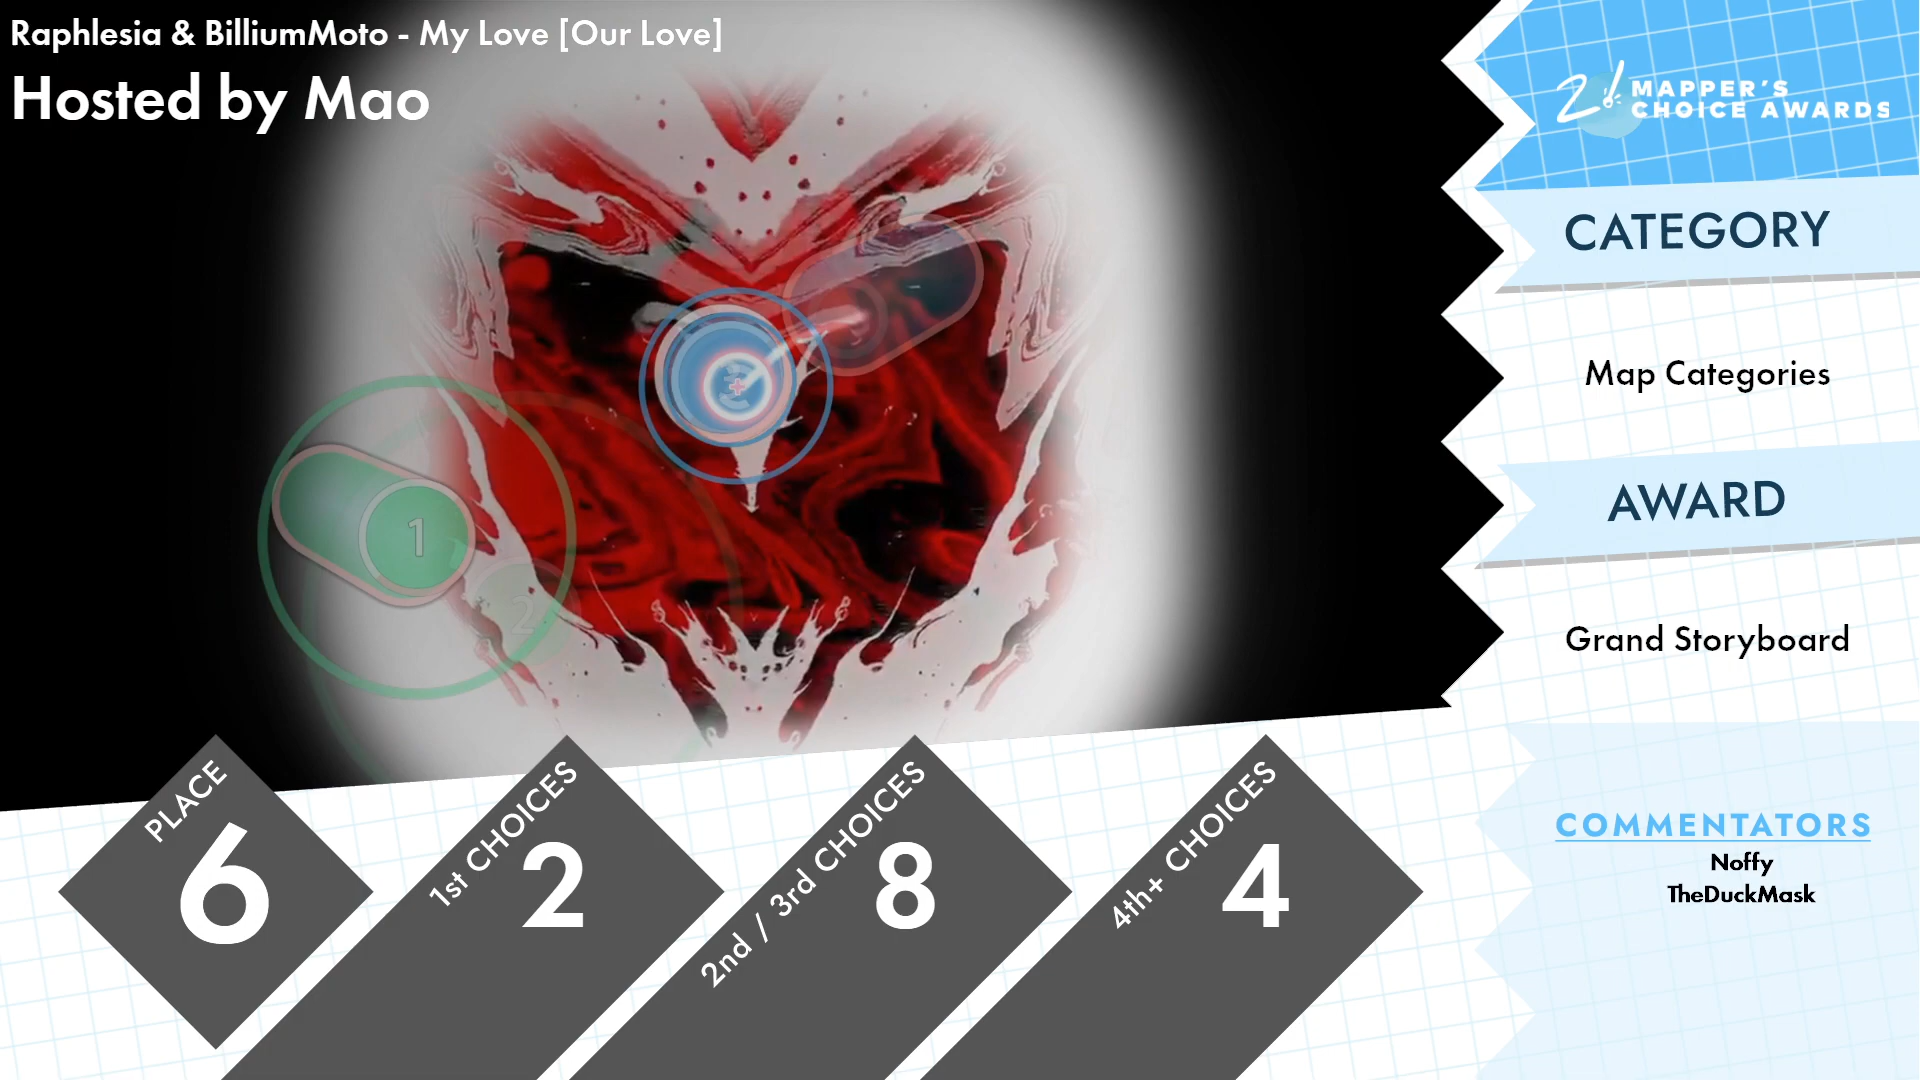 Raphlesia & BilliumMoto - My Love [Our Love]
Hosted by Mao
2!
MAPPER'S
CHOICE AWARDS
CATEGORY
Map Categories
AWARD
Grand Storyboard
COMMENTATORS
Noffy
TheDuckMask
1
2
PLACE
6
1st CHOICES
2
2nd / 3rd CHOICES
8
4th+ CHOICES
4